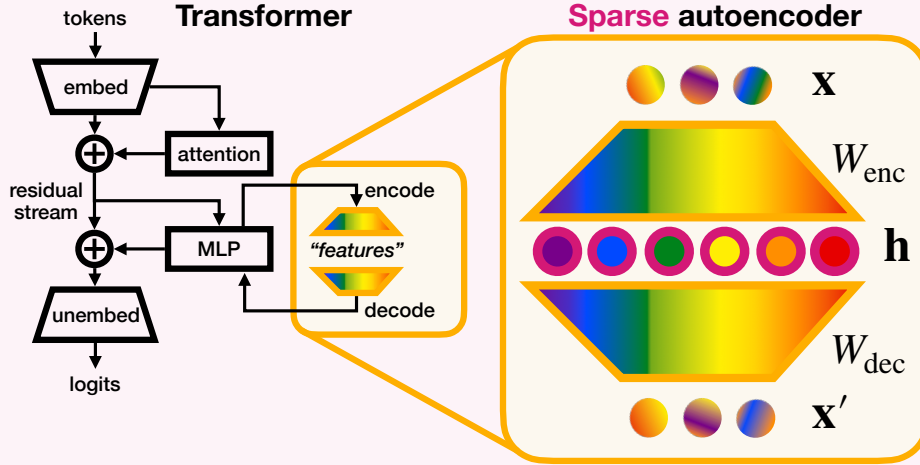 Transformer
tokens
embed
+
attention
residual
stream
+
MLP
unembed
logits
encode
"features"
decode
Sparse autoencoder
x
W_enc
h
W_dec
x′